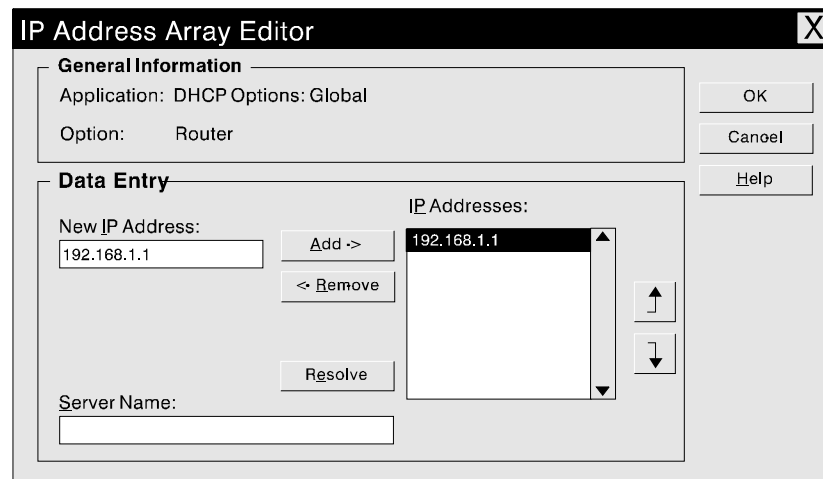 IP Address Array Editor X
General Information
Application: DHCP Options: Global
Option: Router
OK
Cancel
Help
Data Entry
New IP Address:
192.168.1.1
Add ->
<- Remove
Resolve
IP Addresses:
192.168.1.1
Server Name: